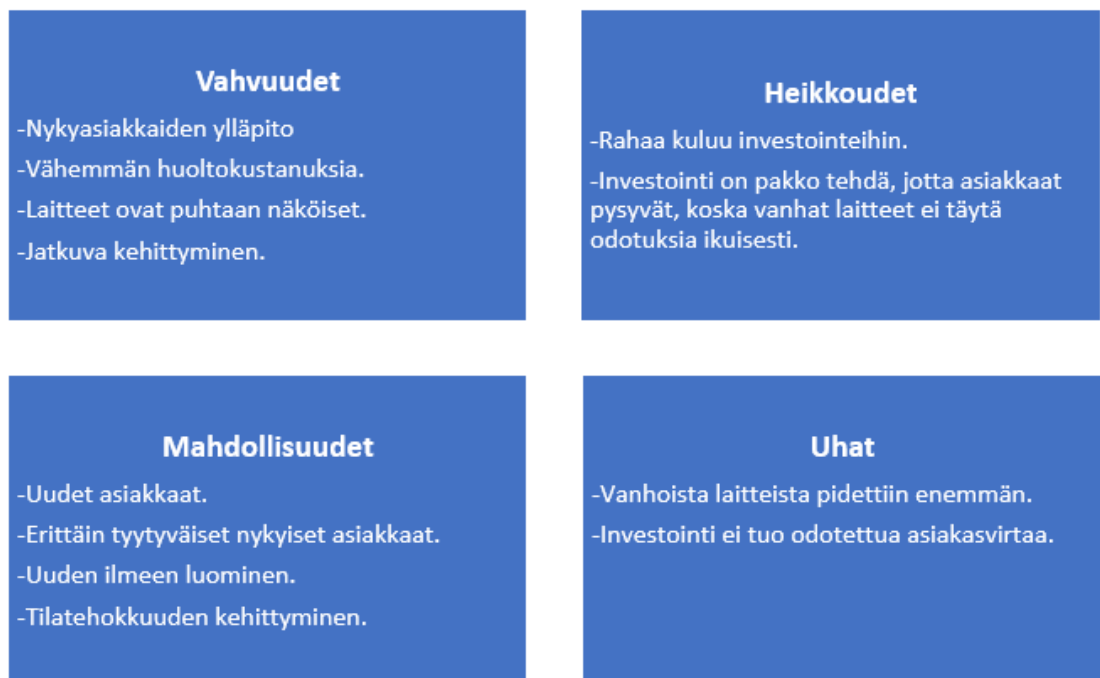 Vahvuudet
-Nykyasiakkaiden ylläpito
-Vähemmän huoltokustanuksia.
-Laitteet ovat puhtaan näköiset.
-Jatkuva kehittyminen.
Heikkoudet
-Rahaa kuluu investointeihin.
-Investointi on pakko tehdä, jotta asiakkaat
pysyvät, koska vanhat laitteet ei täytä
odotuksia ikuisesti.
Mahdollisuudet
-Uudet asiakkaat.
-Erittäin tyytyväiset nykyiset asiakkaat.
-Uuden ilmeen luominen.
-Tilatehokkuuden kehittyminen.
Uhat
-Vanhoista laitteista pidettiin enemmän.
-Investointi ei tuo odotettua asiakasvirtaa.